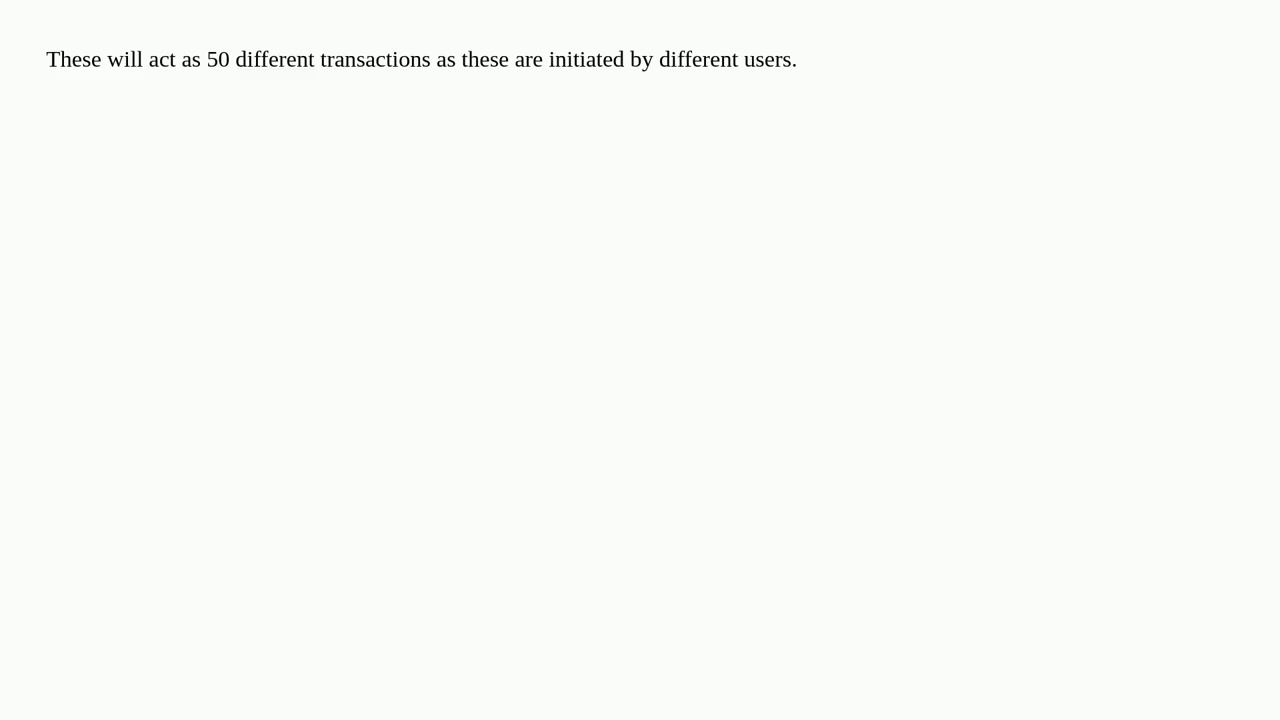 These will act as 50 different transactions as these are initiated by different users.